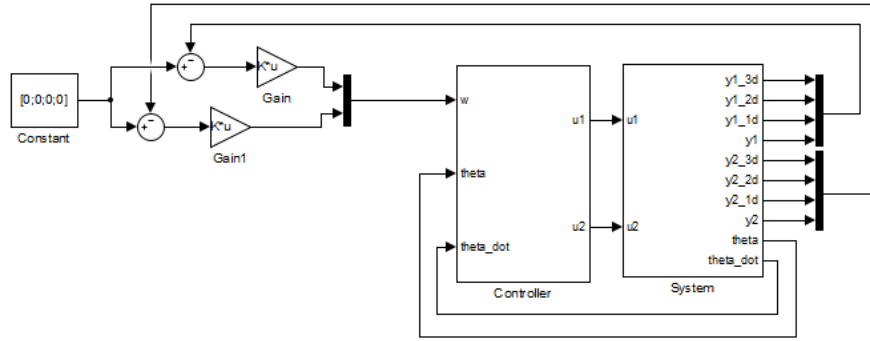 [0;0;0;0]
Constant
+
−
K*u
Gain
+
−
K*u
Gain1
w
theta
theta_dot
u1
u2
Controller
u1
u2
y1_3d
y1_2d
y1_1d
y1
y2_3d
y2_2d
y2_1d
y2
theta
theta_dot
System